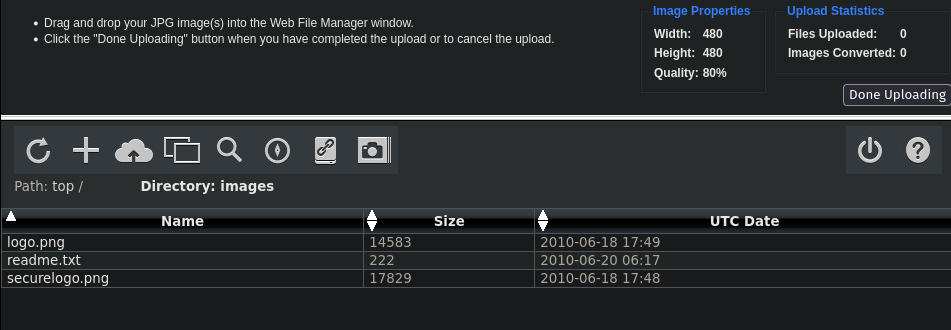 Drag and drop your JPG image(s) into the Web File Manager window.
Click the "Done Uploading" button when you have completed the upload or to cancel the upload.
Image Properties
Width: 480
Height: 480
Quality: 80%
Upload Statistics
Files Uploaded: 0
Images Converted: 0
Done Uploading
?
Path: top / Directory: images
Name Size UTC Date
logo.png 14583 2010-06-18 17:49
readme.txt 222 2010-06-20 06:17
securelogo.png 17829 2010-06-18 17:48